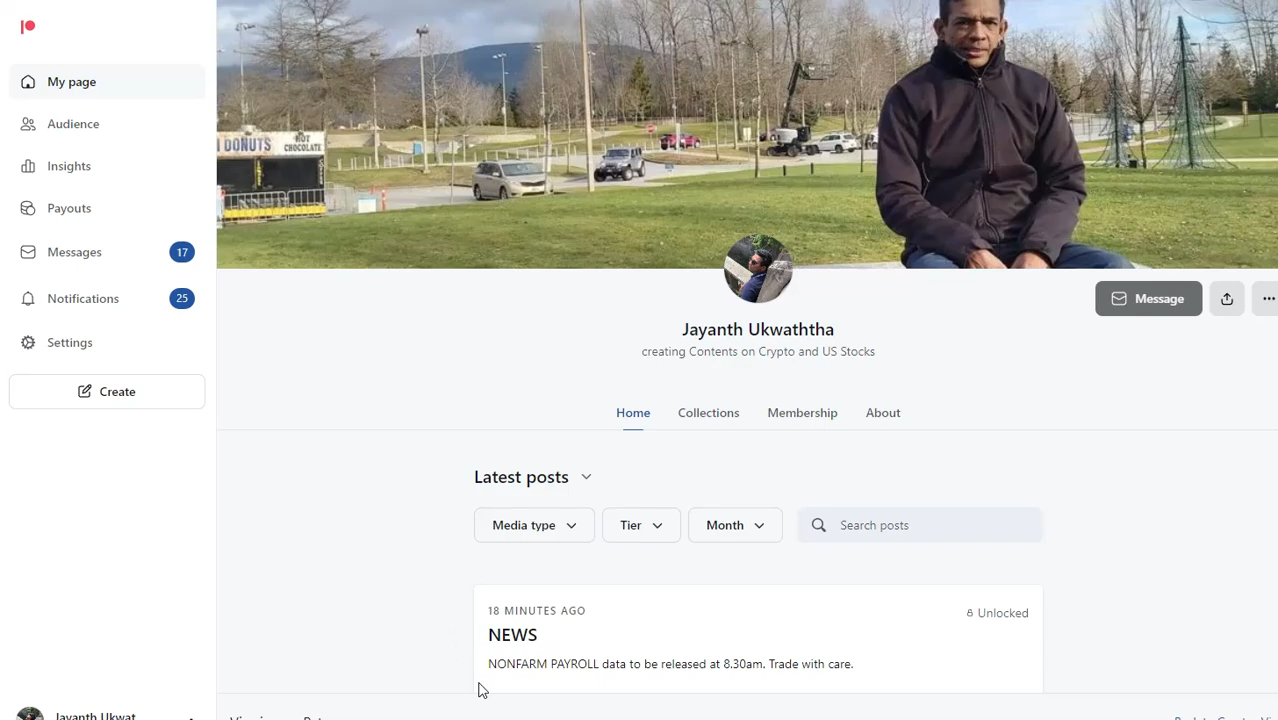 My page
Audience
Insights
Payouts
Messages 17
Notifications 25
Settings
Create
DONUTS
HOT
CHOCOLATE
Message
Jayanth Ukwaththa
creating Contents on Crypto and US Stocks
Home Collections Membership About
Latest posts
Media type Tier Month Search posts
18 MINUTES AGO
Unlocked
NEWS
NONFARM PAYROLL data to be released at 8.30am. Trade with care.
Jayanth Ukwat